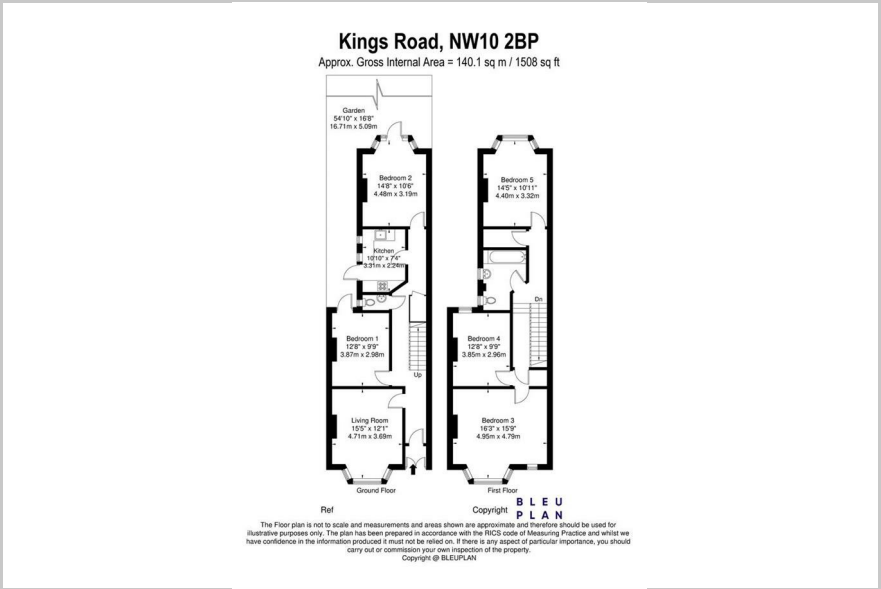 Kings Road, NW10 2BP
Approx. Gross Internal Area = 140.1 sq m / 1508 sq ft
Garden
54'10" x 16'8"
16.71m x 5.09m
Bedroom 2
14'8" x 10'6"
4.48m x 3.19m
Kitchen
10'10" x 7'4"
3.31m x 2.24m
Bedroom 1
12'8" x 9'9"
3.87m x 2.98m
Up
Living Room
15'5" x 12'1"
4.71m x 3.69m
Ground Floor
Bedroom 5
14'5" x 10'11"
4.40m x 3.32m
Dn
Bedroom 4
12'8" x 9'9"
3.85m x 2.96m
Bedroom 3
16'3" x 15'9"
4.95m x 4.79m
First Floor
Ref
Copyright
BLEU
PLAN
The Floor plan is not to scale and measurements and areas shown are approximate and therefore should be used for
illustrative purposes only. The plan has been prepared in accordance with the RICS code of Measuring Practice and whilst we
have confidence in the information produced it must not be relied on. If there is any aspect of particular importance, you should
carry out or commission your own inspection of the property.
Copyright @ BLEUPLAN